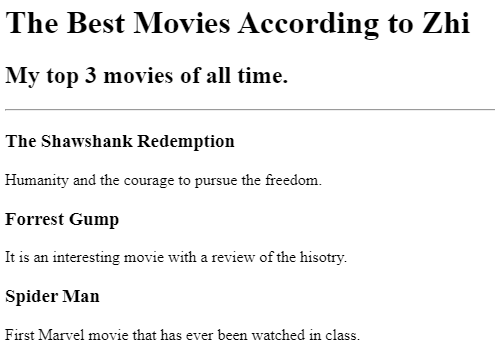 The Best Movies According to Zhi
My top 3 movies of all time.
The Shawshank Redemption
Humanity and the courage to pursue the freedom.
Forrest Gump
It is an interesting movie with a review of the hisotry.
Spider Man
First Marvel movie that has ever been watched in class.